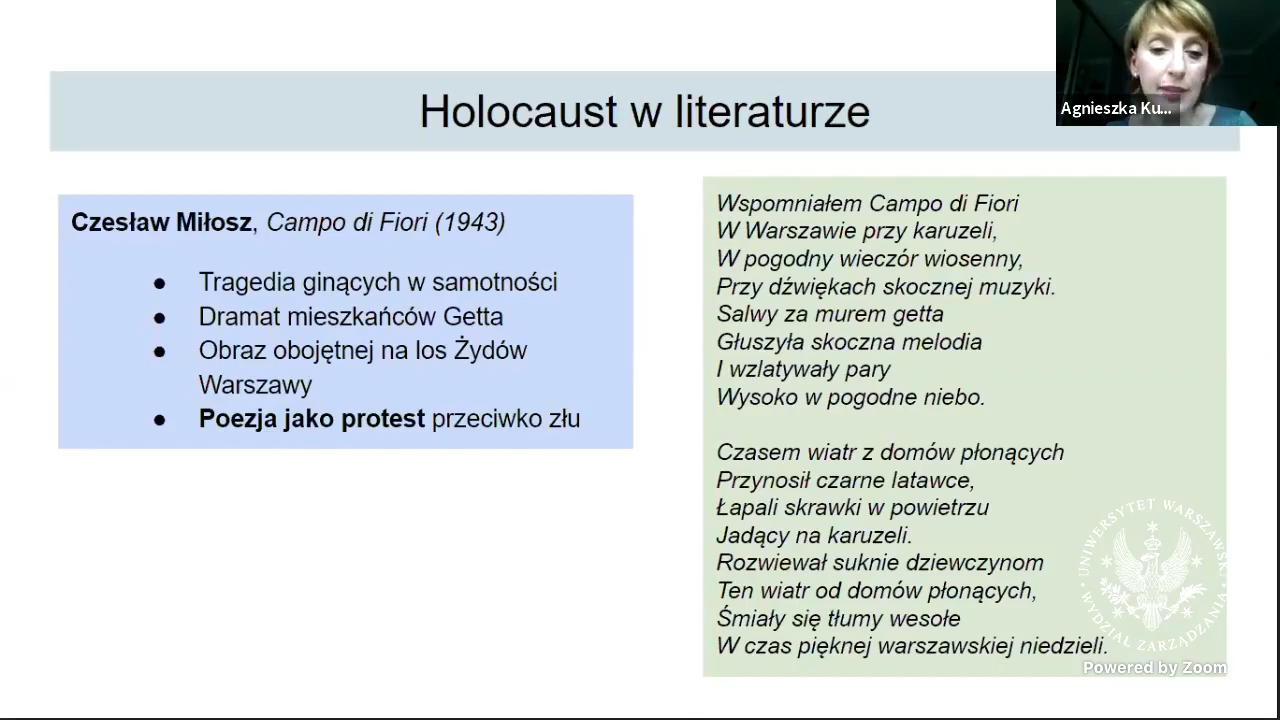 Agnieszka Ku...
Holocaust w literaturze
Czesław Miłosz, Campo di Fiori (1943)
● Tragedia ginących w samotności
● Dramat mieszkańców Getta
● Obraz obojętnej na los Żydów
Warszawy
● Poezja jako protest przeciwko złu
Wspomniałem Campo di Fiori
W Warszawie przy karuzeli,
W pogodny wieczór wiosenny,
Przy dźwiękach skocznej muzyki.
Salwy za murem getta
Głuszyła skoczna melodia
I wzlatywały pary
Wysoko w pogodne niebo.
Czasem wiatr z domów płonących
Przynosił czarne latawce,
Łapali skrawki w powietrzu
Jadący na karuzeli.
Rozwiewał suknie dziewczynom
Ten wiatr od domów płonących,
Śmiały się tłumy wesołe
W czas pięknej warszawskiej niedzieli.
UNIWERSYTET WARSZAWSKI
WYDZIAŁ ZARZĄDZANIA
Powered by Zoom